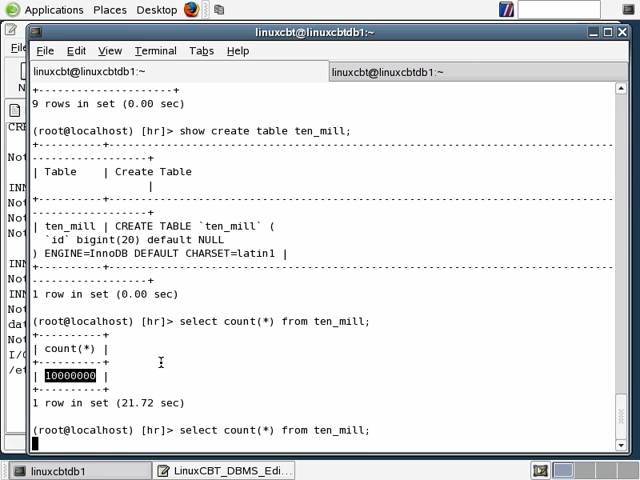 Applications Places Desktop
linuxcbt@linuxcbtdb1:~
File Edit View Terminal Tabs Help
linuxcbt@linuxcbtdb1:~ linuxcbt@linuxcbtdb1:~
+---------------------+
9 rows in set (0.00 sec)
(root@localhost) [hr]> show create table ten_mill;
+----------+--------------------------------------------------------------------
------------------+
| Table    | Create Table
                  |
+----------+--------------------------------------------------------------------
------------------+
| ten_mill | CREATE TABLE `ten_mill` (
  `id` bigint(20) default NULL
) ENGINE=InnoDB DEFAULT CHARSET=latin1 |
+----------+--------------------------------------------------------------------
------------------+
1 row in set (0.00 sec)
(root@localhost) [hr]> select count(*) from ten_mill;
+----------+
| count(*) |
+----------+
| 10000000 |
+----------+
1 row in set (21.72 sec)
(root@localhost) [hr]> select count(*) from ten_mill;
linuxcbtdb1 LinuxCBT_DBMS_Edi...